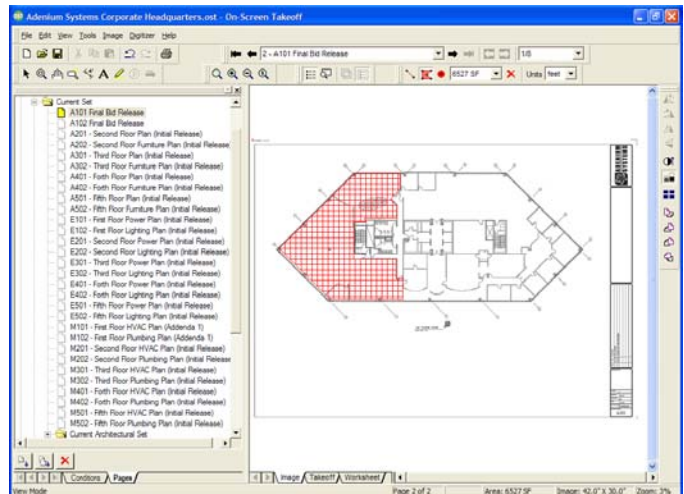 Adenium Systems Corporate Headquarters.ost - On-Screen Takeoff
File Edit View Tools Image Digitizer Help
2 - A101 Final Bid Release
1/8
6527 SF
Units feet
Current Set
A101 Final Bid Release
A102 Final Bid Release
A201 - Second Floor Plan (Initial Release)
A202 - Second Floor Furniture Plan (Initial Release)
A301 - Third Floor Plan (Initial Release)
A302 - Third Floor Furniture Plan (Initial Release)
A401 - Forth Floor Plan (Initial Release)
A402 - Forth Floor Furniture Plan (Initial Release)
A501 - Fifth Floor Plan (Initial Release)
A502 - Fifth Floor Furniture Plan (Initial Release)
E101 - First Floor Power Plan (Initial Release)
E102 - First Floor Lighting Plan (Initial Release)
E201 - Second Floor Power Plan (Initial Release)
E202 - Second Floor Lighting Plan (Initial Release)
E301 - Third Floor Power Plan (Initial Release)
E302 - Third Floor Lighting Plan (Initial Release)
E401 - Forth Floor Power Plan (Initial Release)
E402 - Forth Floor Lighting Plan (Initial Release)
E501 - Fifth Floor Power Plan (Initial Release)
E502 - Fifth Floor Lighting Plan (Initial Release)
M101 - First Floor HVAC Plan (Addenda 1)
M102 - First Floor Plumbing Plan (Addenda 1)
M201 - Second Floor HVAC Plan (Initial Release)
M202 - Second Floor Plumbing Plan (Initial Release
M301 - Third Floor HVAC Plan (Initial Release)
M302 - Third Floor Plumbing Plan (Initial Release)
M401 - Forth Floor HVAC Plan (Initial Release)
M402 - Forth Floor Plumbing Plan (Initial Release)
M501 - Fifth Floor HVAC Plan (Initial Release)
M502 - Fifth Floor Plumbing Plan (Initial Release)
Current Architectural Set
Conditions Pages
Image Takeoff Worksheet
View Mode
Page 2 of 2
Area: 6527 SF
Image: 42.0" X 30.0"
Zoom: 3%